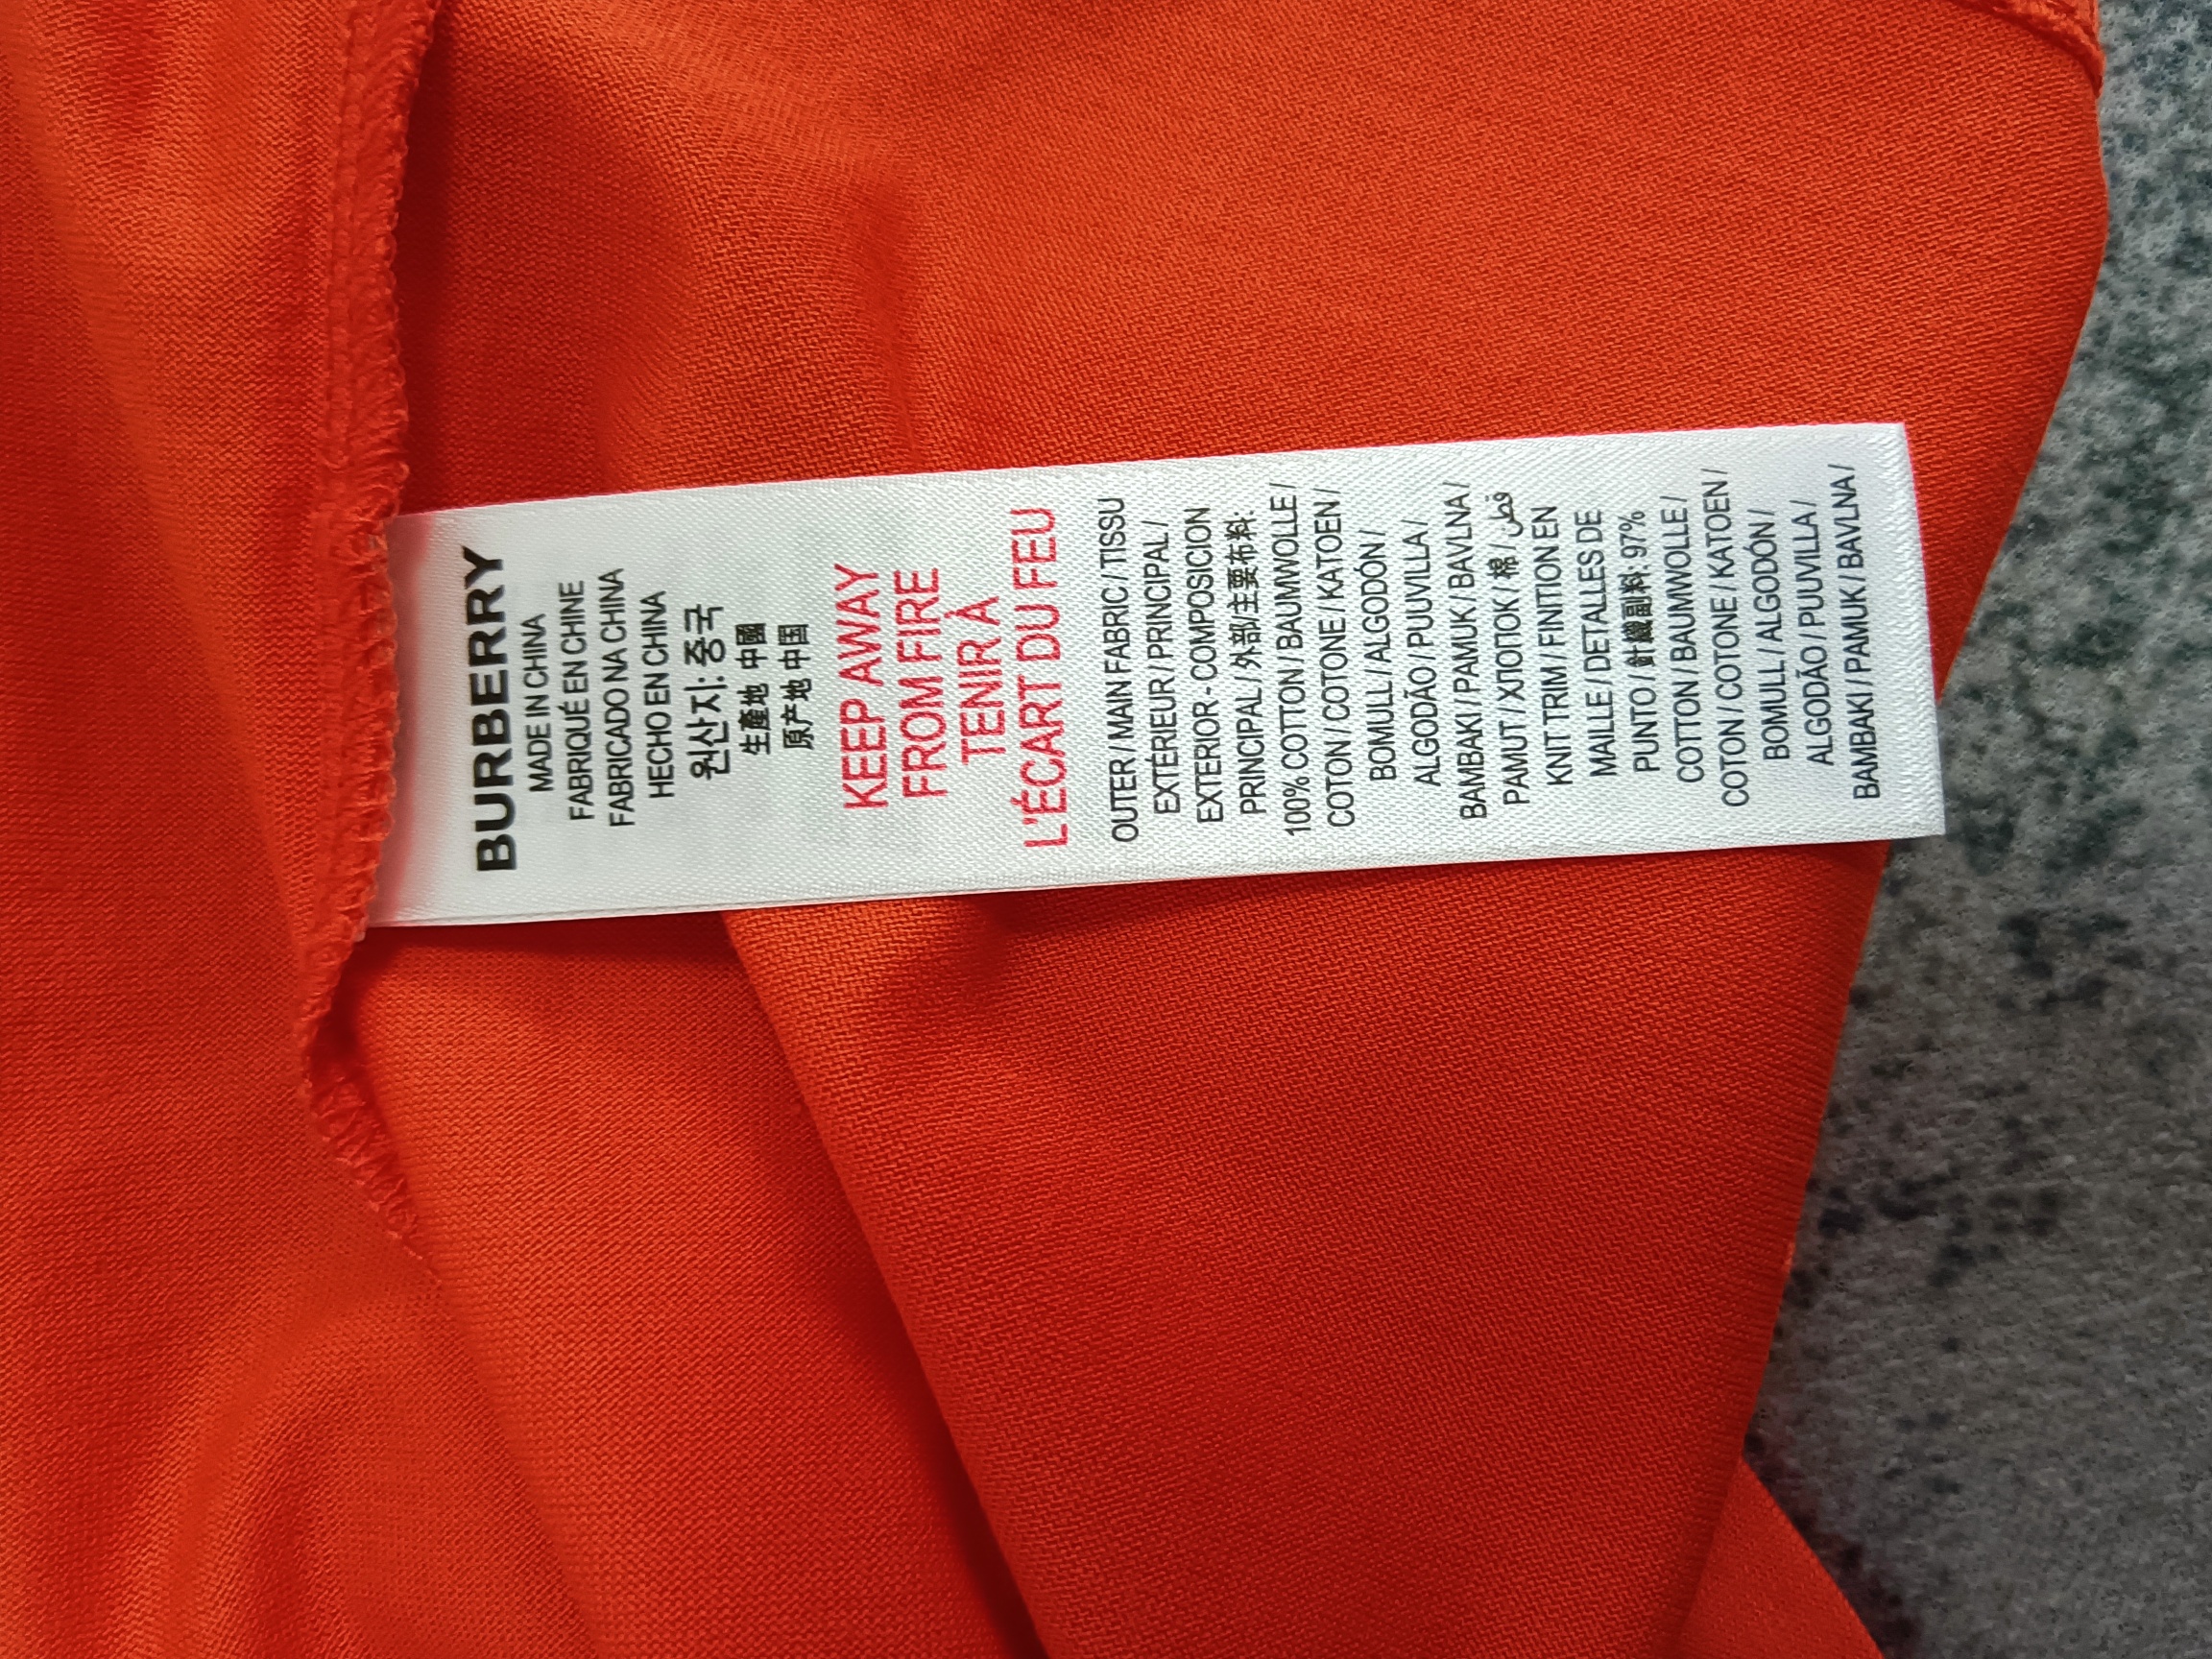 BURBERRY
MADE IN CHINA
FABRIQUÉ EN CHINE
FABRICADO NA CHINA
HECHO EN CHINA
원산지: 중국
生產地 中國
原产地 中国
KEEP AWAY
FROM FIRE
TENIR À
L'ÉCART DU FEU
OUTER / MAIN FABRIC / TISSU
EXTÉRIEUR / PRINCIPAL /
EXTERIOR - COMPOSICION
PRINCIPAL / 外部/主要布料:
100% COTTON / BAUMWOLLE /
COTON / COTONE / KATOEN /
BOMULL / ALGODÓN /
ALGODÃO / PUUVILLA /
BAMBAKI / PAMUK / BAVLNA /
PAMUT / ХЛОПОК / 棉 / قطن
KNIT TRIM / FINITION EN
MAILLE / DETALLES DE
PUNTO / 針織副料: 97%
COTTON / BAUMWOLLE /
COTON / COTONE / KATOEN /
BOMULL / ALGODÓN /
ALGODÃO / PUUVILLA /
BAMBAKI / PAMUK / BAVLNA /